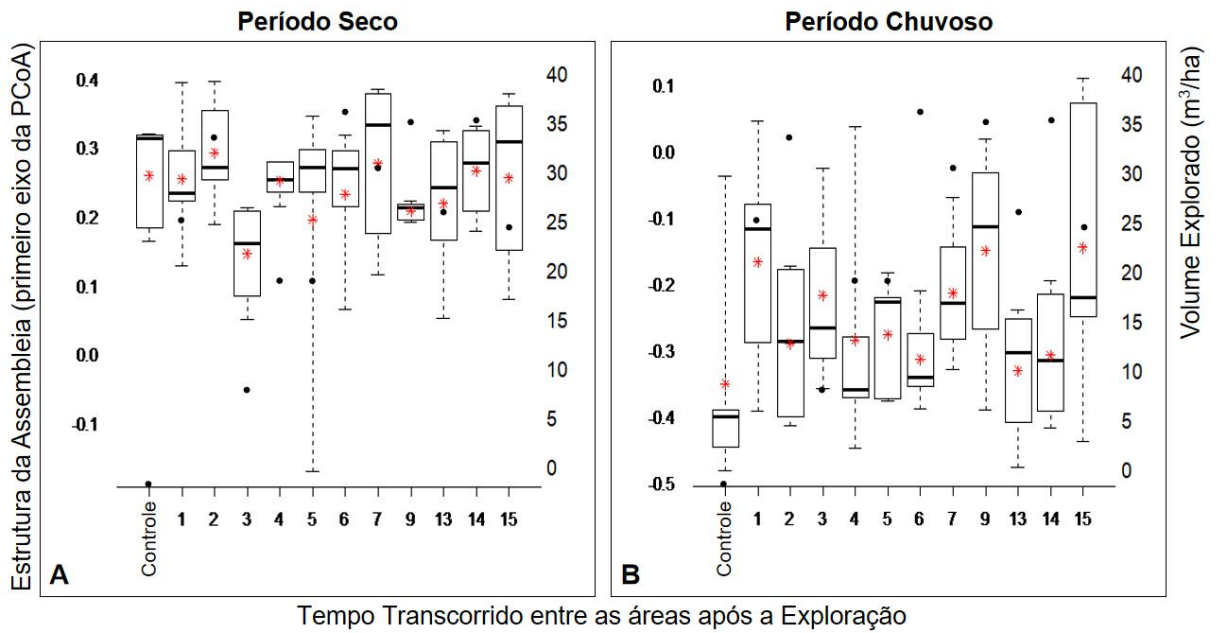 Período Seco
Período Chuvoso
Estrutura da Assembleia (primeiro eixo da PCoA)
0.4
0.3
0.2
0.1
0.0
-0.1
40
35
30
25
20
15
10
5
0
Controle
1 2 3 4 5 6 7 9 13 14 15
A
0.1
0.0
-0.1
-0.2
-0.3
-0.4
-0.5
40
35
30
25
20
15
10
5
0
Controle
1 2 3 4 5 6 7 9 13 14 15
B
Volume Explorado (m³/ha)
Tempo Transcorrido entre as áreas após a Exploração